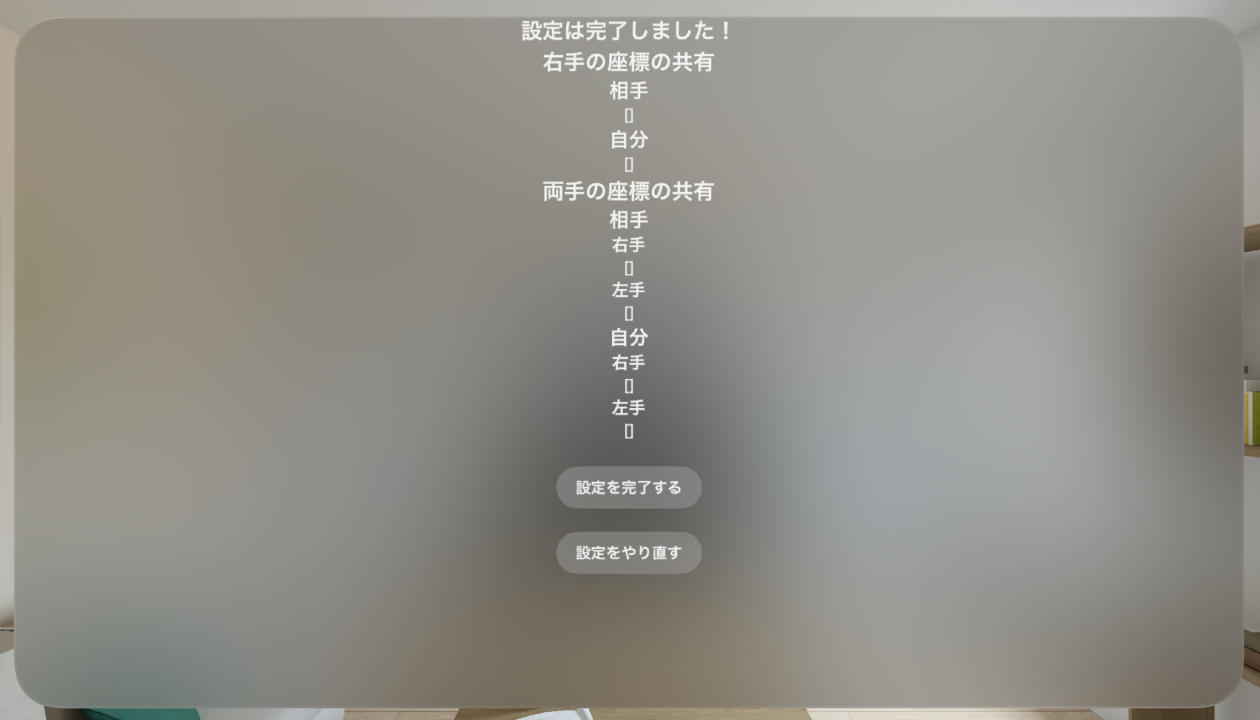 設定は完了しました！
右手の座標の共有
相手
[]
自分
[]
両手の座標の共有
相手
右手
[]
左手
[]
自分
右手
[]
左手
[]
設定を完了する
設定をやり直す